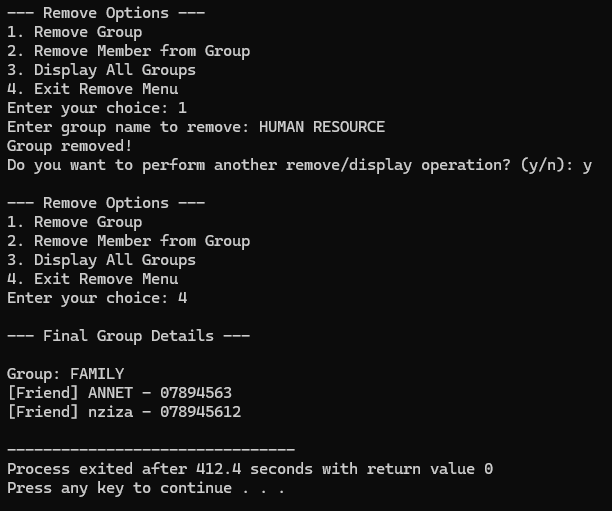 --- Remove Options ---
1. Remove Group
2. Remove Member from Group
3. Display All Groups
4. Exit Remove Menu
Enter your choice: 1
Enter group name to remove: HUMAN RESOURCE
Group removed!
Do you want to perform another remove/display operation? (y/n): y
--- Remove Options ---
1. Remove Group
2. Remove Member from Group
3. Display All Groups
4. Exit Remove Menu
Enter your choice: 4
--- Final Group Details ---
Group: FAMILY
[Friend] ANNET - 07894563
[Friend] nziza - 078945612
--------------------------------
Process exited after 412.4 seconds with return value 0
Press any key to continue . . .